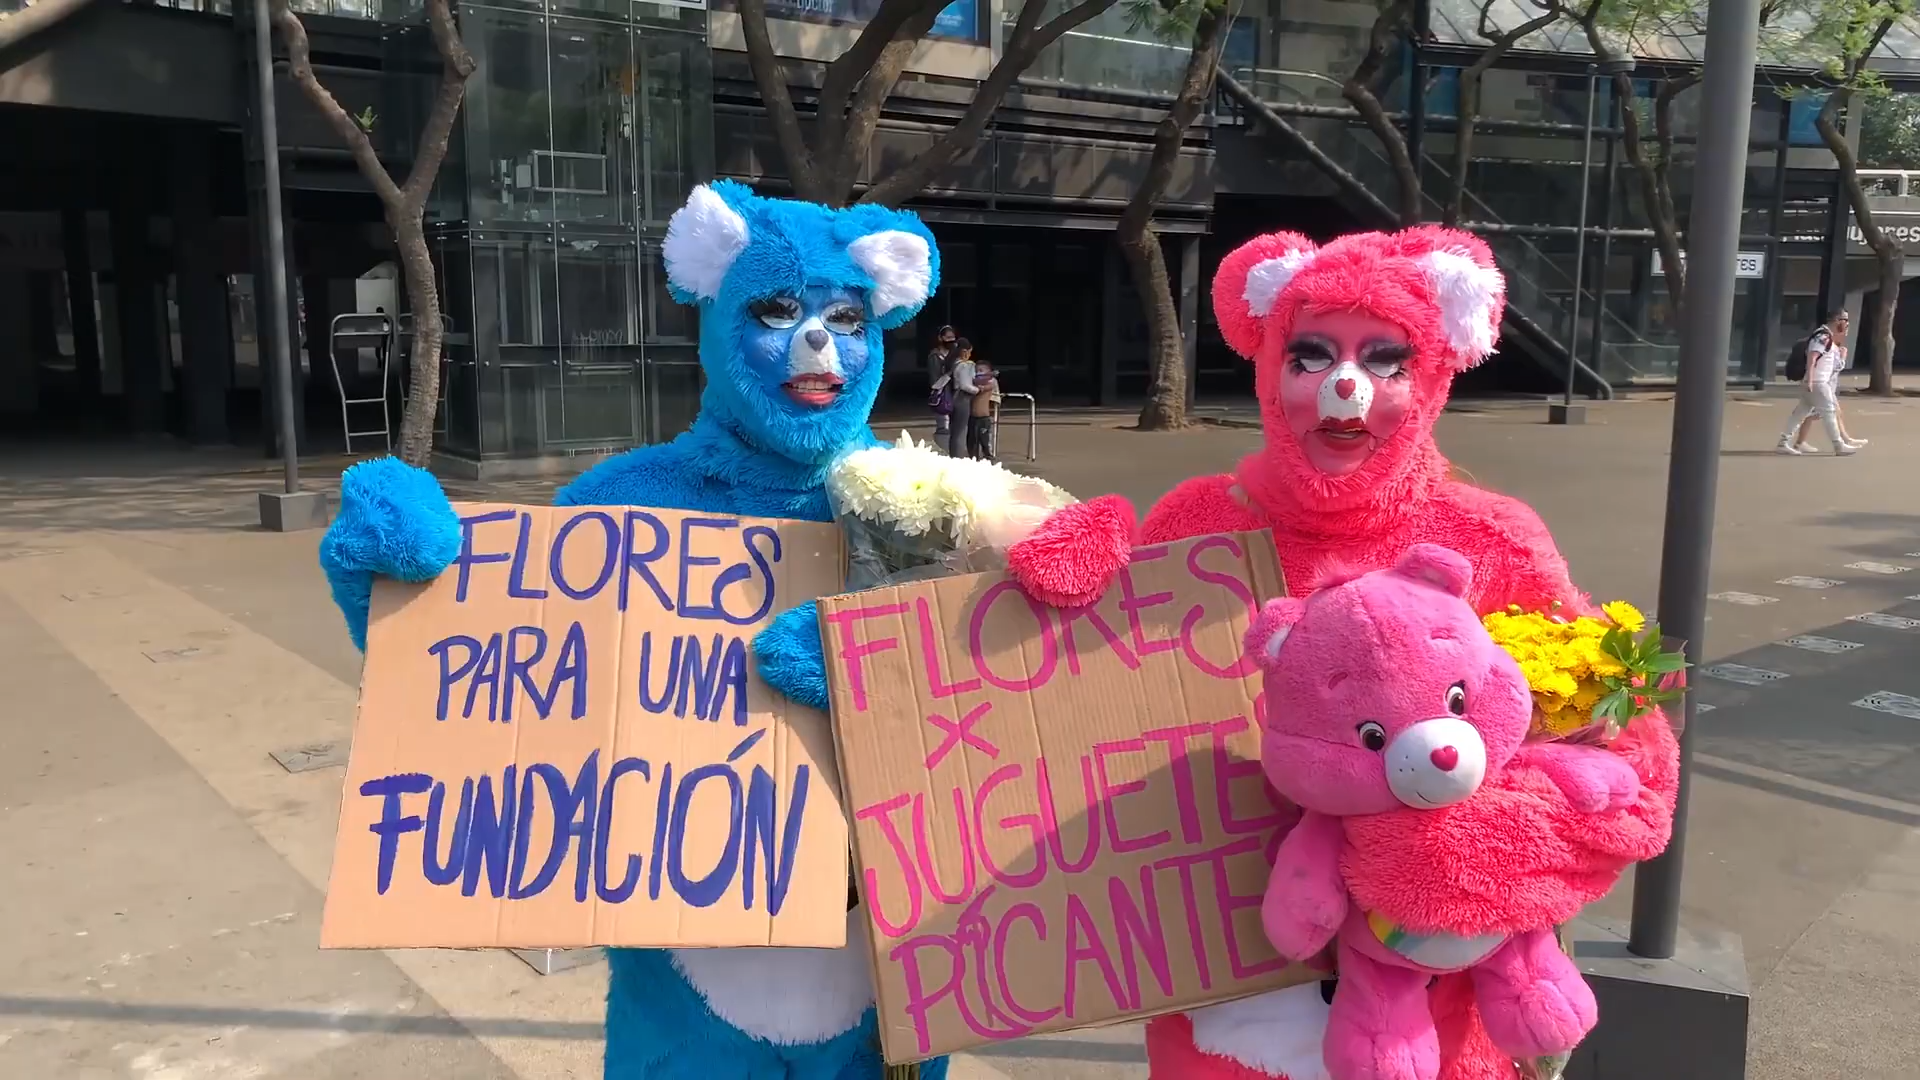 FLORES
PARA UNA
FUNDACIÓN
FLORES
X
JUGUETES
PICANTES